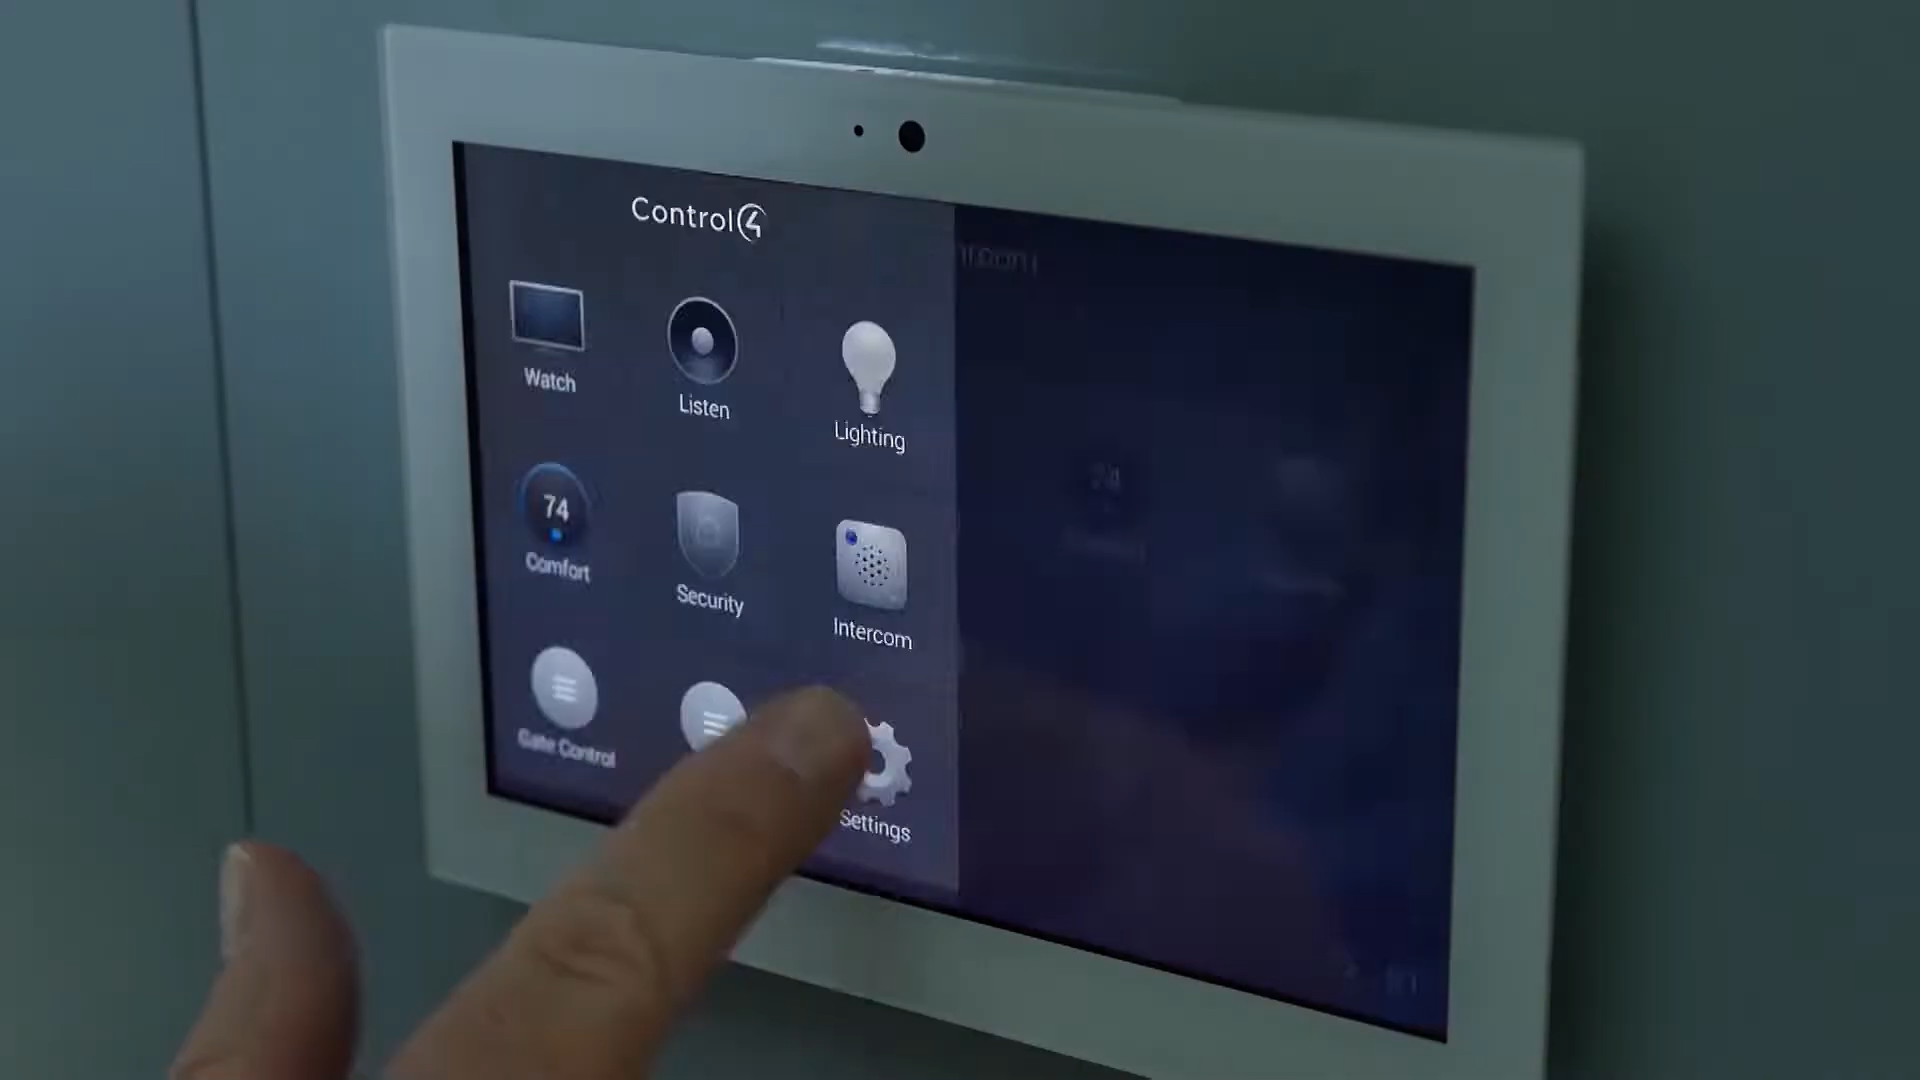 Control4
Watch
Listen
Lighting
74
Comfort
Security
Intercom
Gate Control
Settings